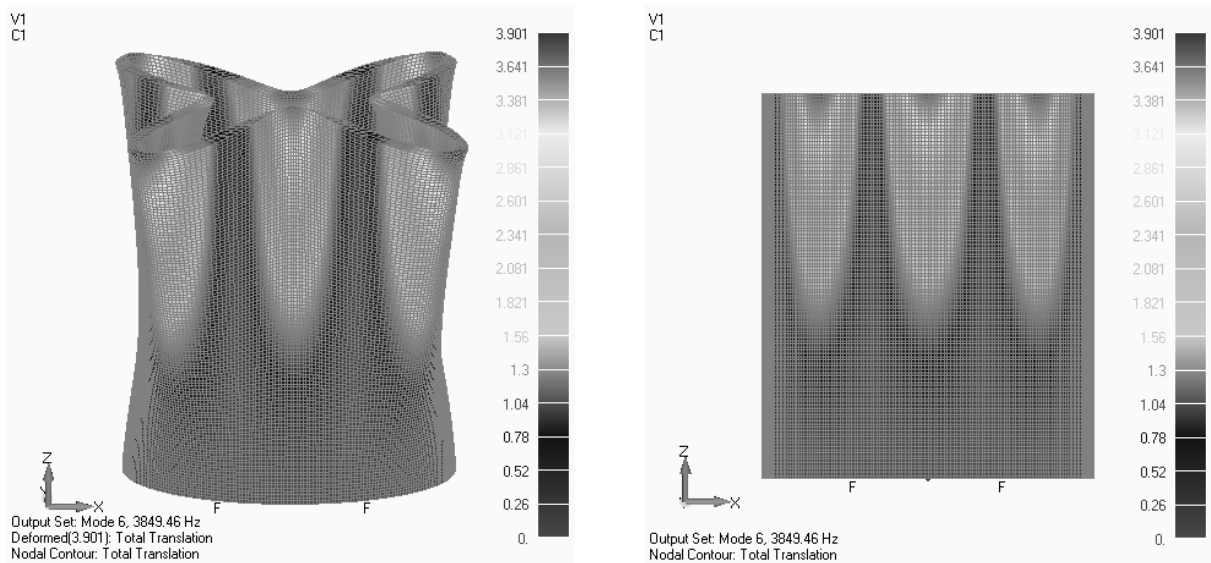 V1
C1
3.901
3.641
3.381
3.121
2.861
2.601
2.341
2.081
1.821
1.56
1.3
1.04
0.78
0.52
0.26
0.
Z
Y
X
F
F
Output Set: Mode 6, 3849.46 Hz
Deformed(3.901): Total Translation
Nodal Contour: Total Translation
V1
C1
3.901
3.641
3.381
3.121
2.861
2.601
2.341
2.081
1.821
1.56
1.3
1.04
0.78
0.52
0.26
0.
Z
X
F
F
Output Set: Mode 6, 3849.46 Hz
Nodal Contour: Total Translation